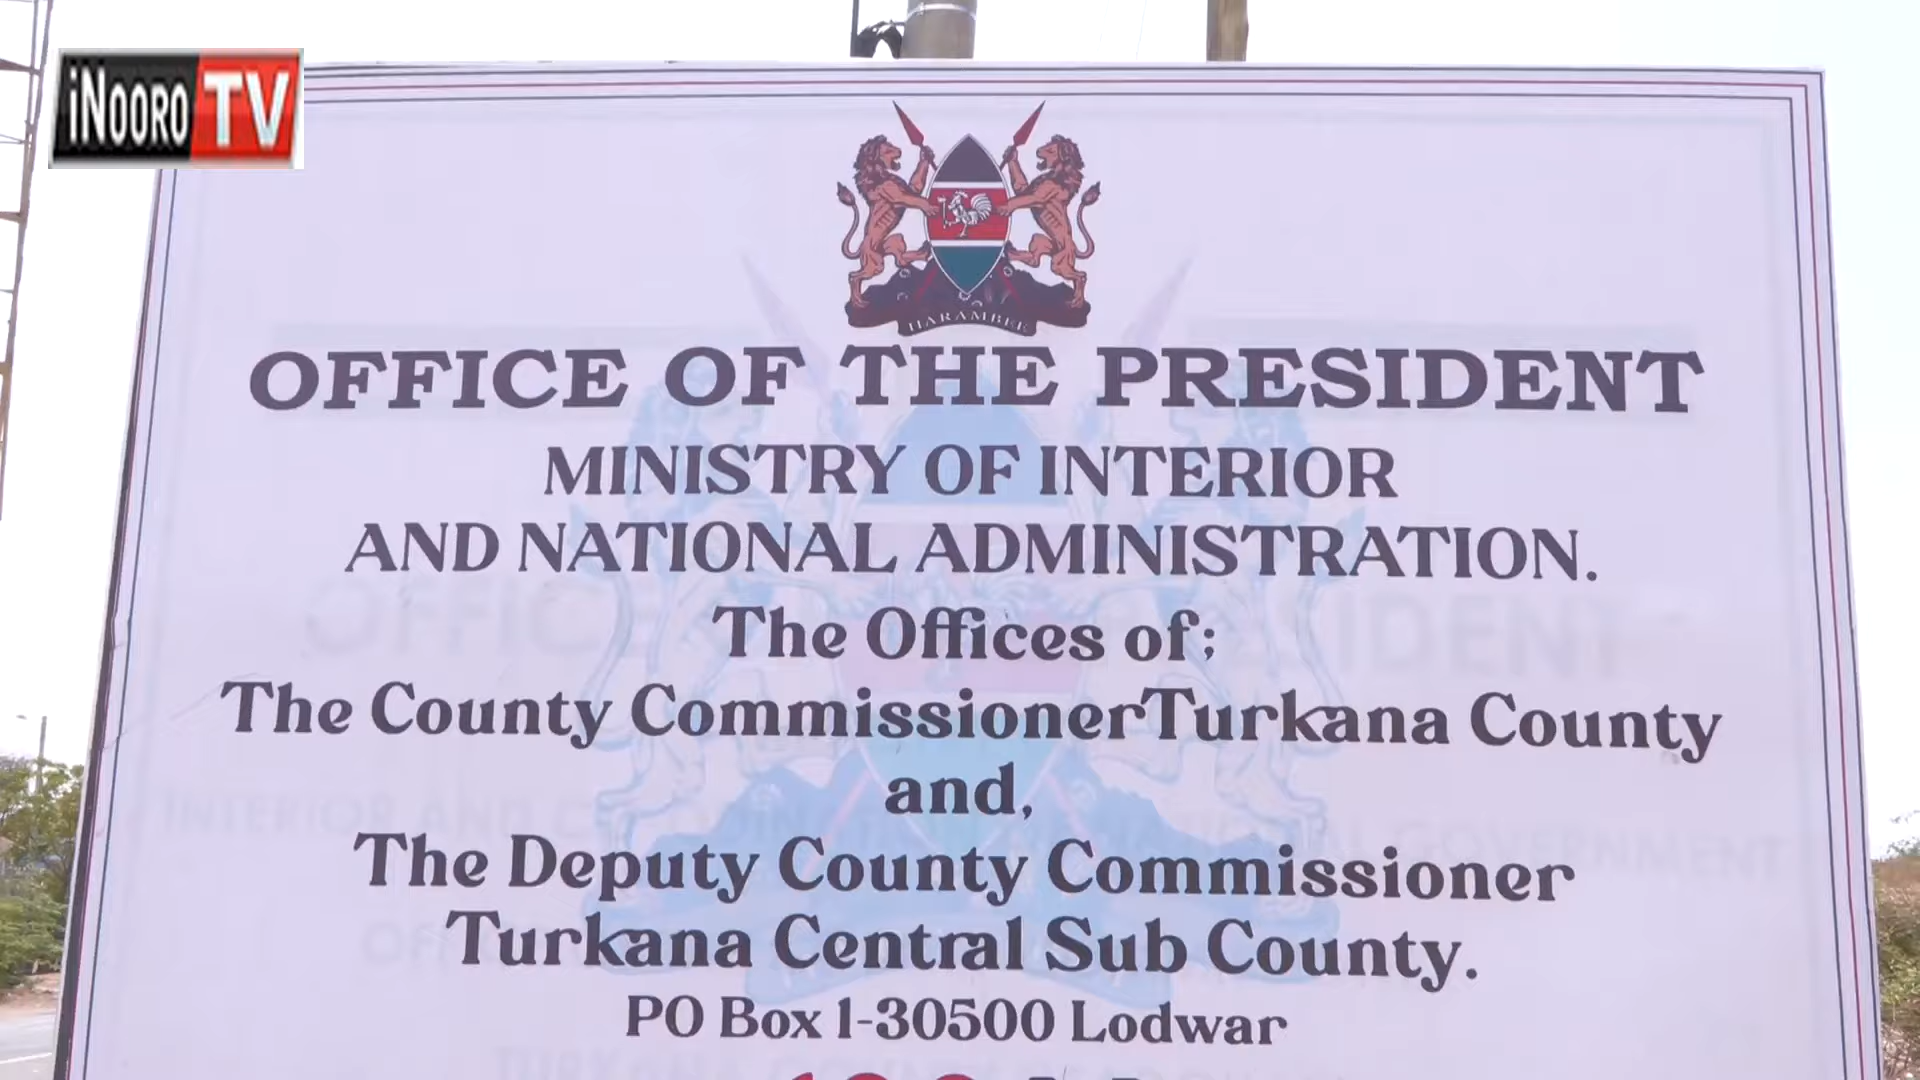 iNOORO TV
HARAMBEE
OFFICE OF THE PRESIDENT
MINISTRY OF INTERIOR
AND NATIONAL ADMINISTRATION.
The Offices of;
The County CommissionerTurkana County
and,
The Deputy County Commissioner
Turkana Central Sub County.
PO Box 1-30500 Lodwar